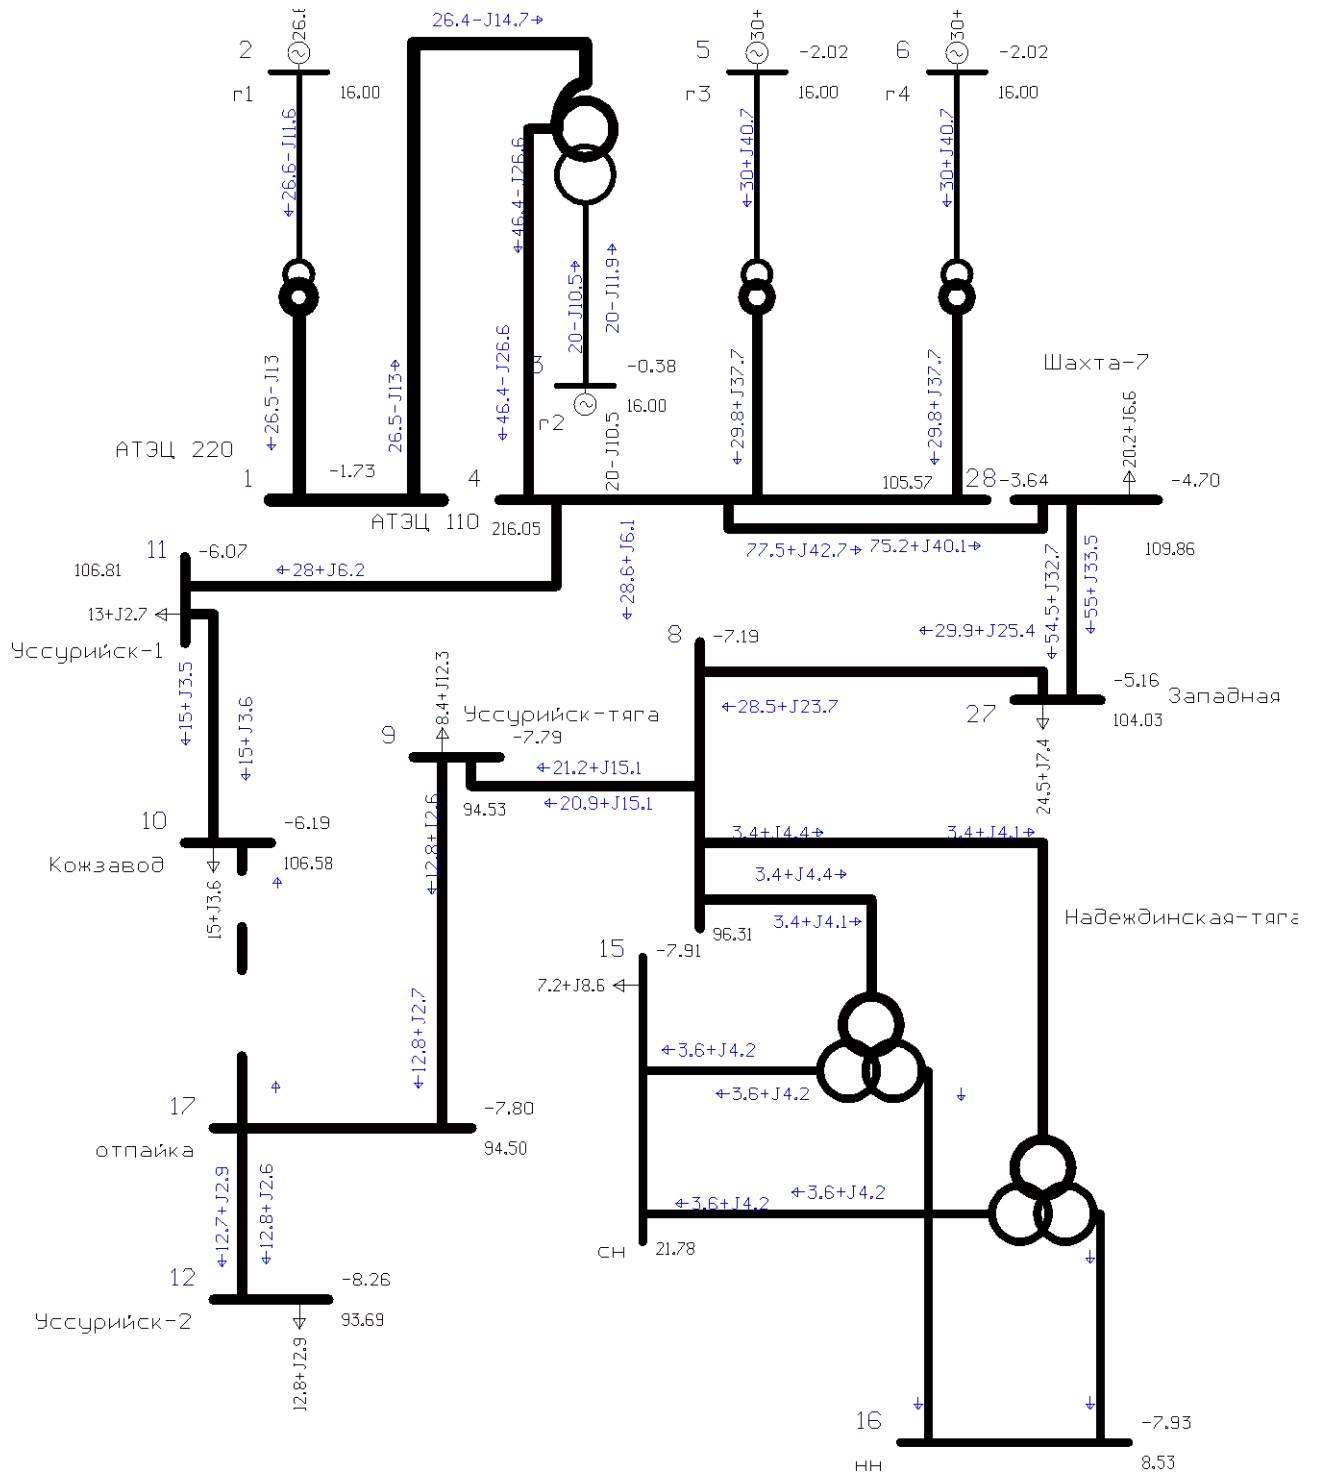 26.4-J14.7
2
26.6
5
30+
-2.02
6
30+
-2.02
г1
16.00
г3
16.00
г4
16.00
26.6-J11.6
46.4-J26.6
30+J40.7
30+J40.7
20-J10.5
20-J11.9
26.5-J13
26.5-J13
46.4-J26.6
3
-0.38
16.00
г2
29.8+J37.7
29.8+J37.7
Шахта-7
20.2+J6.6
АТЭЦ 220
1
-1.73
4
20-J10.5
105.57
28
-3.64
-4.70
АТЭЦ 110
216.05
77.5+J42.7
75.2+J40.1
109.86
11
-6.07
106.81
28+J6.2
28.6+J6.1
54.5+J32.7
55+J33.5
13+J2.7
Уссурийск-1
8
-7.19
29.9+J25.4
15+J3.5
15+J3.6
8.4+J12.3
Уссурийск-тяга
9
-7.79
28.5+J23.7
-5.16
Западная
27
104.03
24.5+J7.4
21.2+J15.1
20.9+J15.1
94.53
10
-6.19
Кожзавод
106.58
15+J3.6
12.8+J2.6
3.4+J4.4
3.4+J4.1
3.4+J4.4
3.4+J4.1
96.31
Надеждинская-тяга
15
-7.91
7.2+J8.6
12.8+J2.7
3.6+J4.2
3.6+J4.2
17
-7.80
отпайка
94.50
12.7+J2.9
12.8+J2.6
3.6+J4.2
3.6+J4.2
сн
21.78
12
-8.26
Уссурийск-2
93.69
12.8+J2.9
16
-7.93
нн
8.53